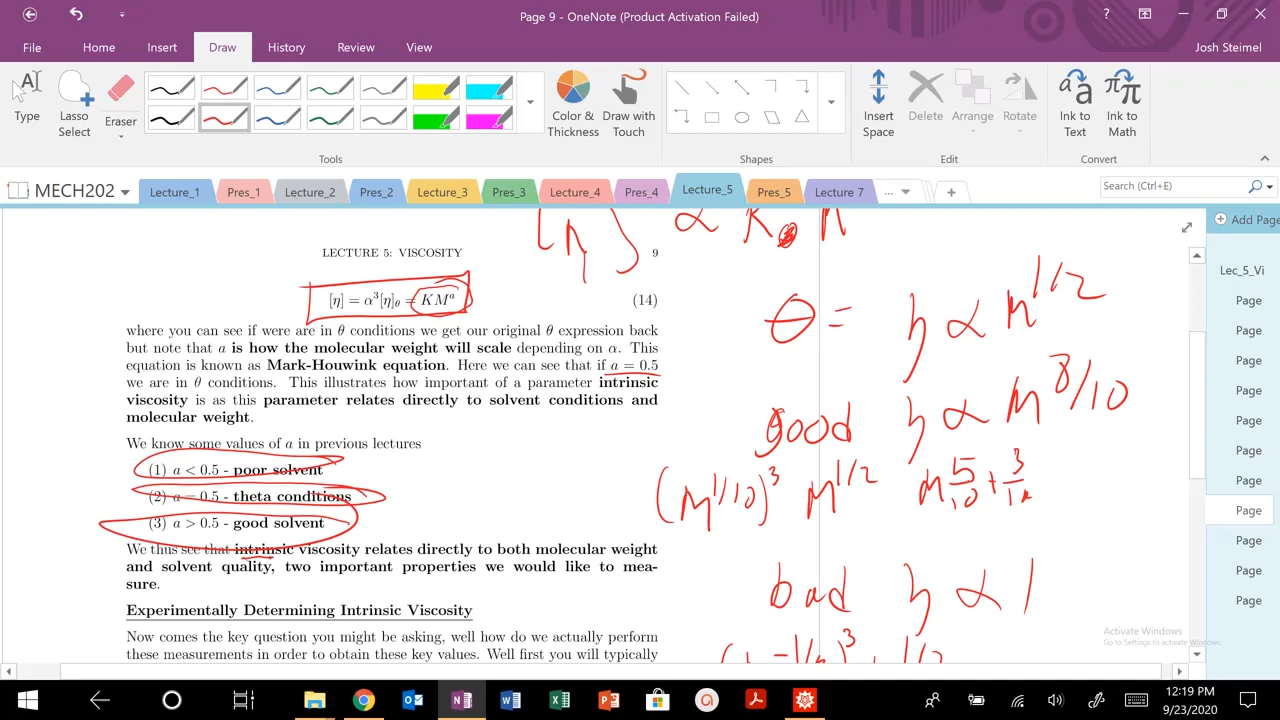 Page 9 - OneNote (Product Activation Failed)
?
Josh Steimel
File Home Insert Draw History Review View
Type
Lasso Select
Eraser
Color & Thickness
Draw with Touch
Insert Space
Delete
Arrange
Rotate
Ink to Text
Ink to Math
Tools
Shapes
Edit
Convert
MECH202
Lecture_1
Pres_1
Lecture_2
Pres_2
Lecture_3
Pres_3
Lecture_4
Pres_4
Lecture_5
Pres_5
Lecture 7
...
Search (Ctrl+E)
Add Page
Lec_5_Vi
Page
Page
Page
Page
Page
Page
Page
Page
Page
Page
LECTURE 5: VISCOSITY 9
[η] = α³[η]θ = KMᵃ (14)
where you can see if were are in θ conditions we get our original θ expression back
but note that a is how the molecular weight will scale depending on α. This
equation is known as Mark-Houwink equation. Here we can see that if a = 0.5
we are in θ conditions. This illustrates how important of a parameter intrinsic
viscosity is as this parameter relates directly to solvent conditions and
molecular weight.
We know some values of a in previous lectures
(1) a < 0.5 - poor solvent
(2) a = 0.5 - theta conditions
(3) a > 0.5 - good solvent
We thus see that intrinsic viscosity relates directly to both molecular weight
and solvent quality, two important properties we would like to mea-
sure.
Experimentally Determining Intrinsic Viscosity
Now comes the key question you might be asking, well how do we actually perform
these measurements in order to obtain these key values. Well first you will typically
θ = η ∝ M^1/2
good η ∝ M^8/10
(M^1/10)^3 M^1/2 M^5/10 + 3/10
bad η ∝ 1
Activate Windows
Go to Settings to activate Windows.
12:19 PM
9/23/2020